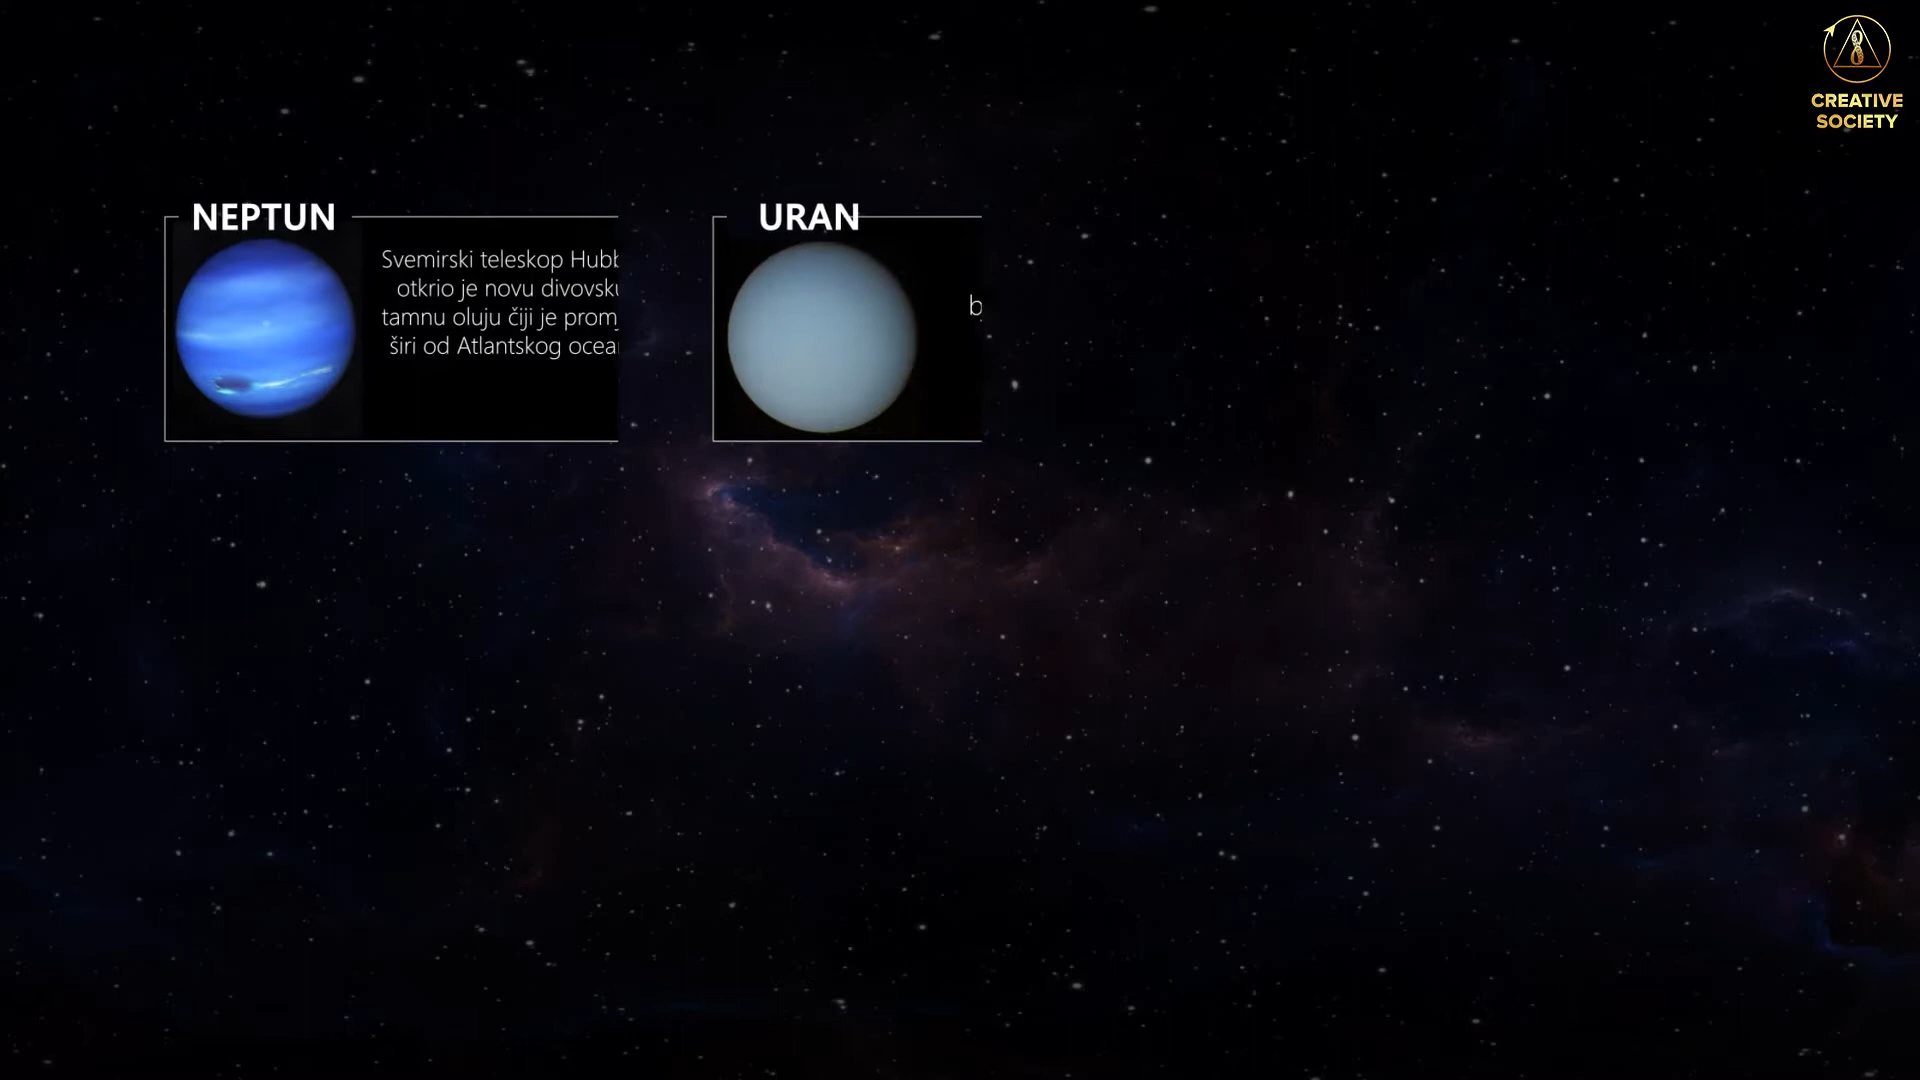 CREATIVE
SOCIETY
NEPTUN
Svemirski teleskop
otkrio je novu
tamnu oluju čiji je
širi od Atlantskog
URAN